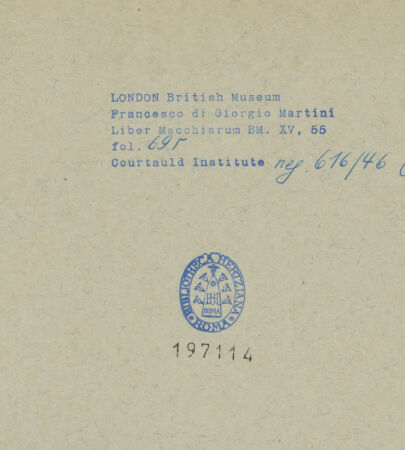 LONDON British Museum
Francesco di Giorgio Martini
Liber Macchiarum BM. XV, 55
fol. 69r
Courtauld Institute neg. 616/46
BIBLIOTHECA HERTZIANA
ROMA
ROMA
197114